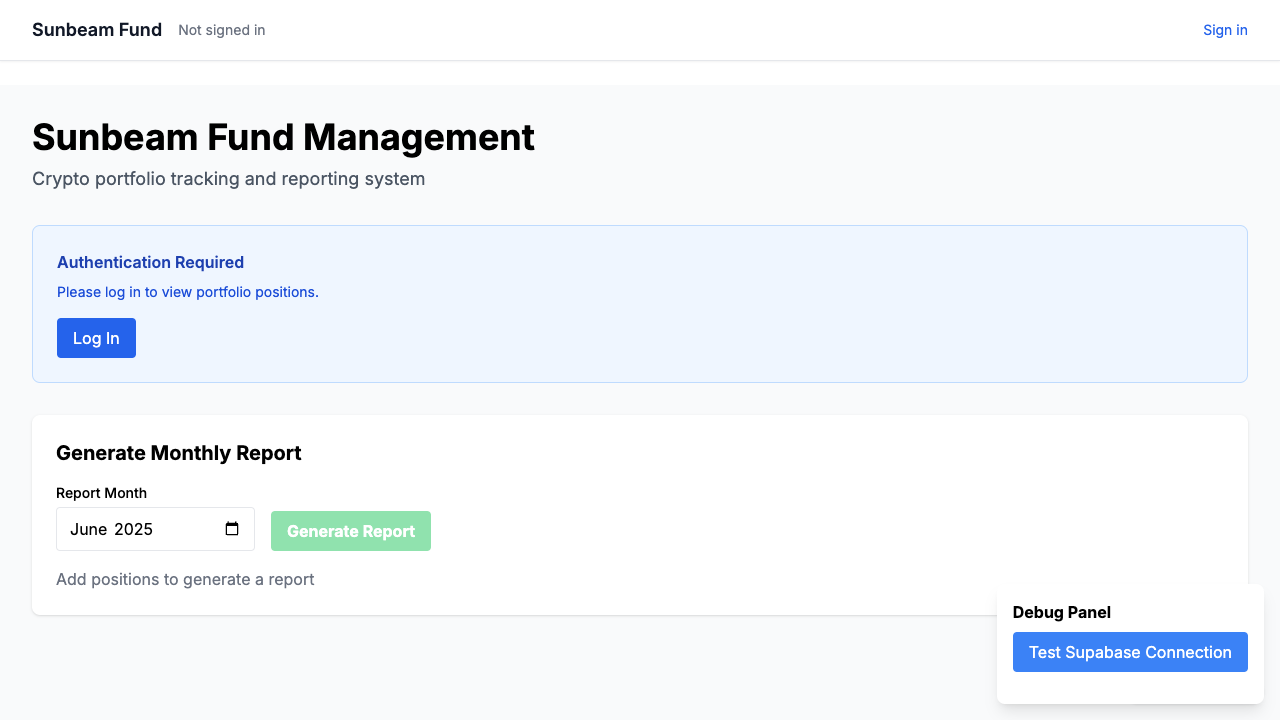 Sunbeam Fund Not signed in Sign in
Sunbeam Fund Management
Crypto portfolio tracking and reporting system
Authentication Required
Please log in to view portfolio positions.
Log In
Generate Monthly Report
Report Month
June 2025
Generate Report
Add positions to generate a report
Debug Panel
Test Supabase Connection